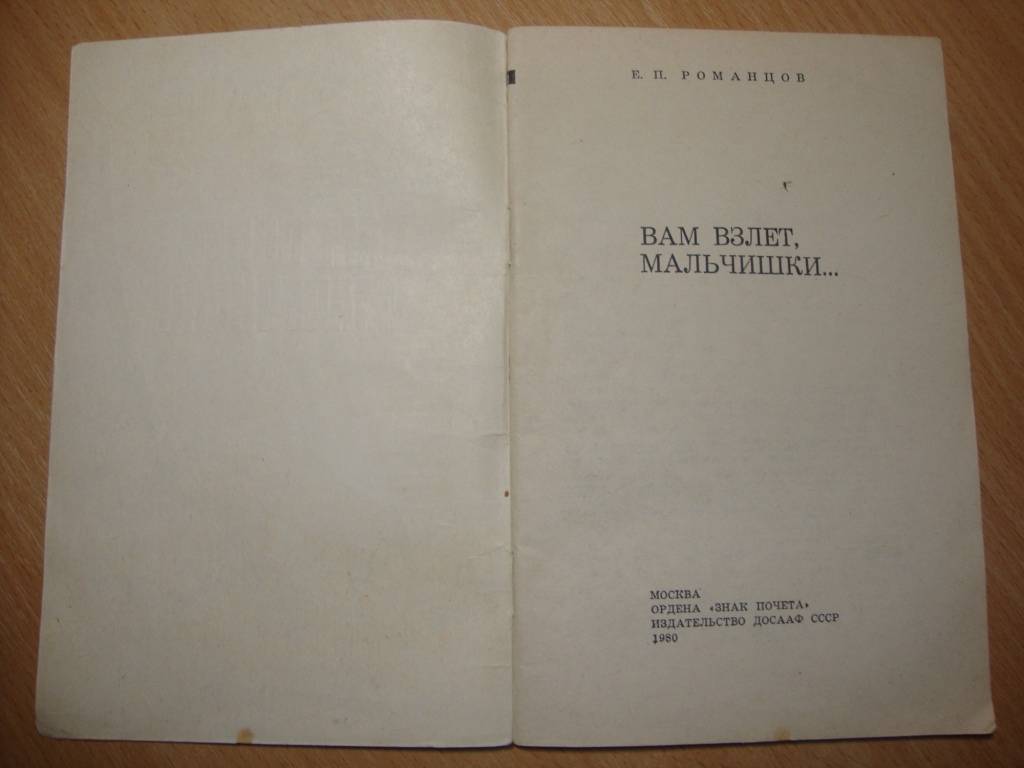 Е. П. РОМАНЦОВ
ВАМ ВЗЛЕТ,
МАЛЬЧИШКИ...
МОСКВА
ОРДЕНА «ЗНАК ПОЧЕТА»
ИЗДАТЕЛЬСТВО ДОСААФ СССР
1980